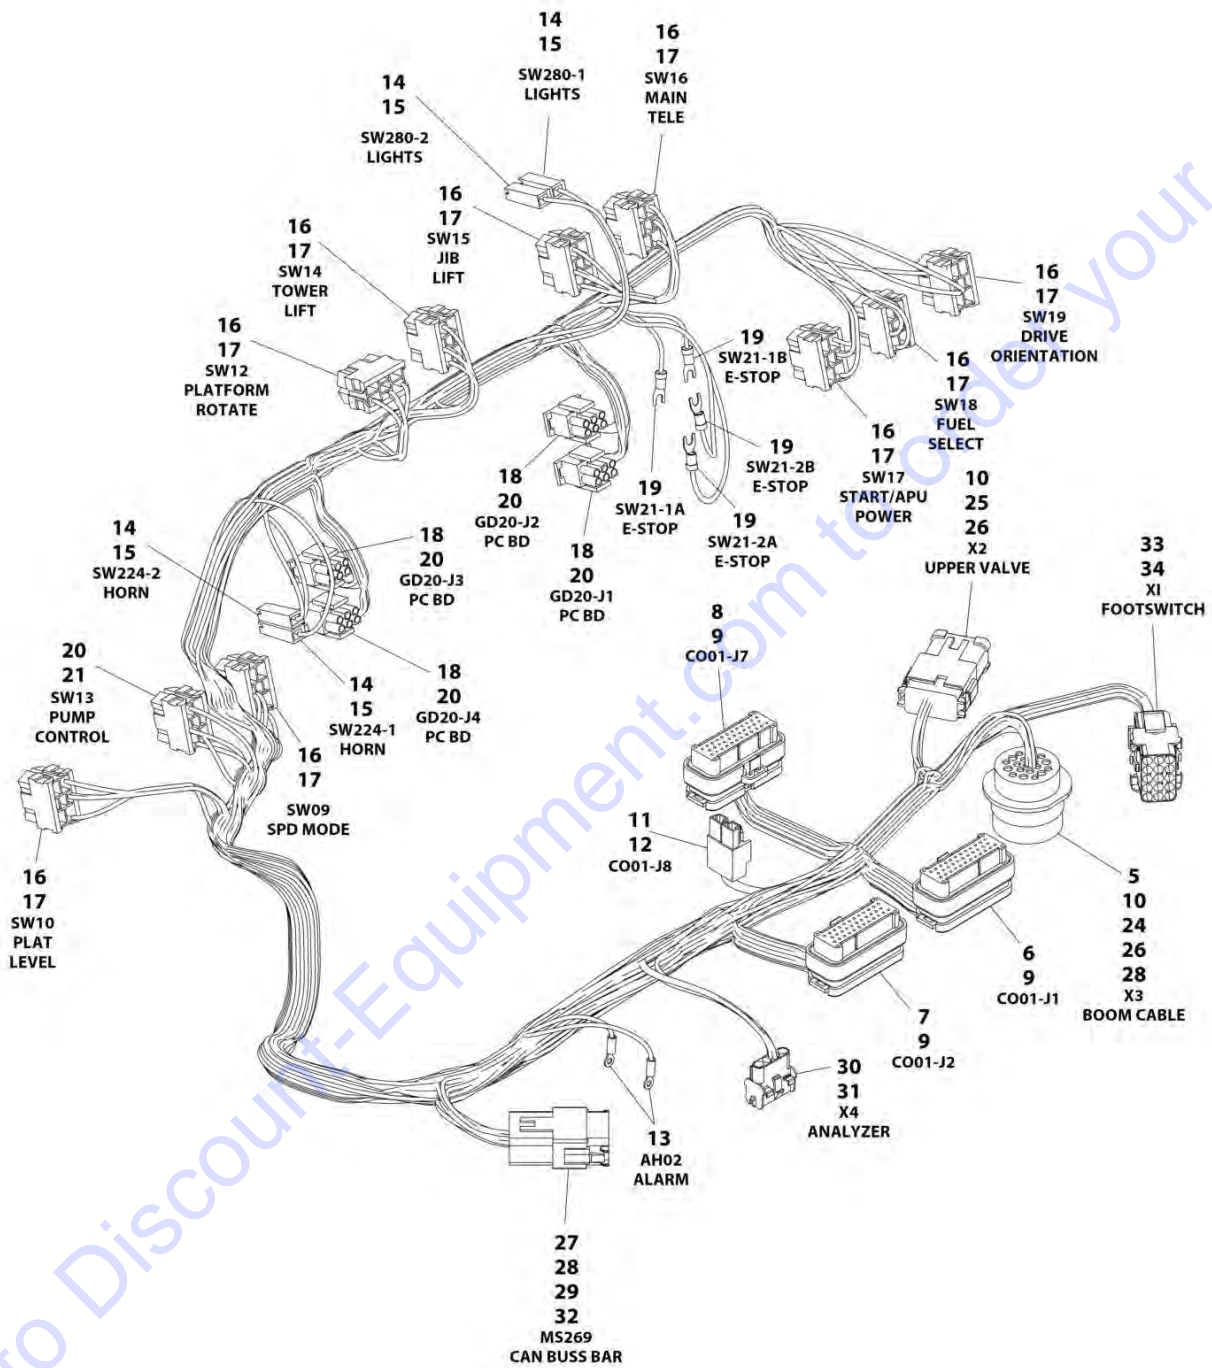 14
15
SW280-1
LIGHTS
16
17
SW16
MAIN
TELE
14
15
SW280-2
LIGHTS
16
17
SW15
JIB
LIFT
16
17
SW14
TOWER
LIFT
16
17
SW12
PLATFORM
ROTATE
16
17
SW19
DRIVE
ORIENTATION
19
SW21-1B
E-STOP
16
17
SW18
FUEL
SELECT
16
17
SW17
START/APU
POWER
19
SW21-2B
E-STOP
19
SW21-1A
E-STOP
19
SW21-2A
E-STOP
18
20
GD20-J2
PC BD
18
20
GD20-J1
PC BD
14
15
SW224-2
HORN
18
20
GD20-J3
PC BD
10
25
26
X2
UPPER VALVE
33
34
XI
FOOTSWITCH
8
9
CO01-J7
20
21
SW13
PUMP
CONTROL
14
15
SW224-1
HORN
18
20
GD20-J4
PC BD
16
17
SW09
SPD MODE
11
12
CO01-J8
16
17
SW10
PLAT
LEVEL
5
10
24
26
28
X3
BOOM CABLE
6
9
CO01-J1
7
9
CO01-J2
30
31
X4
ANALYZER
13
AH02
ALARM
27
28
29
32
MS269
CAN BUSS BAR
to Discount-Equipment.com to order your